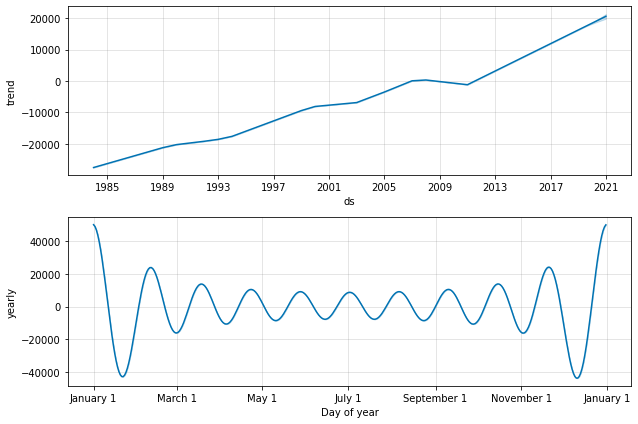 20000
10000
0
−10000
−20000
trend
1985 1989 1993 1997 2001 2005 2009 2013 2017 2021
ds
40000
20000
0
−20000
−40000
yearly
January 1 March 1 May 1 July 1 September 1 November 1 January 1
Day of year